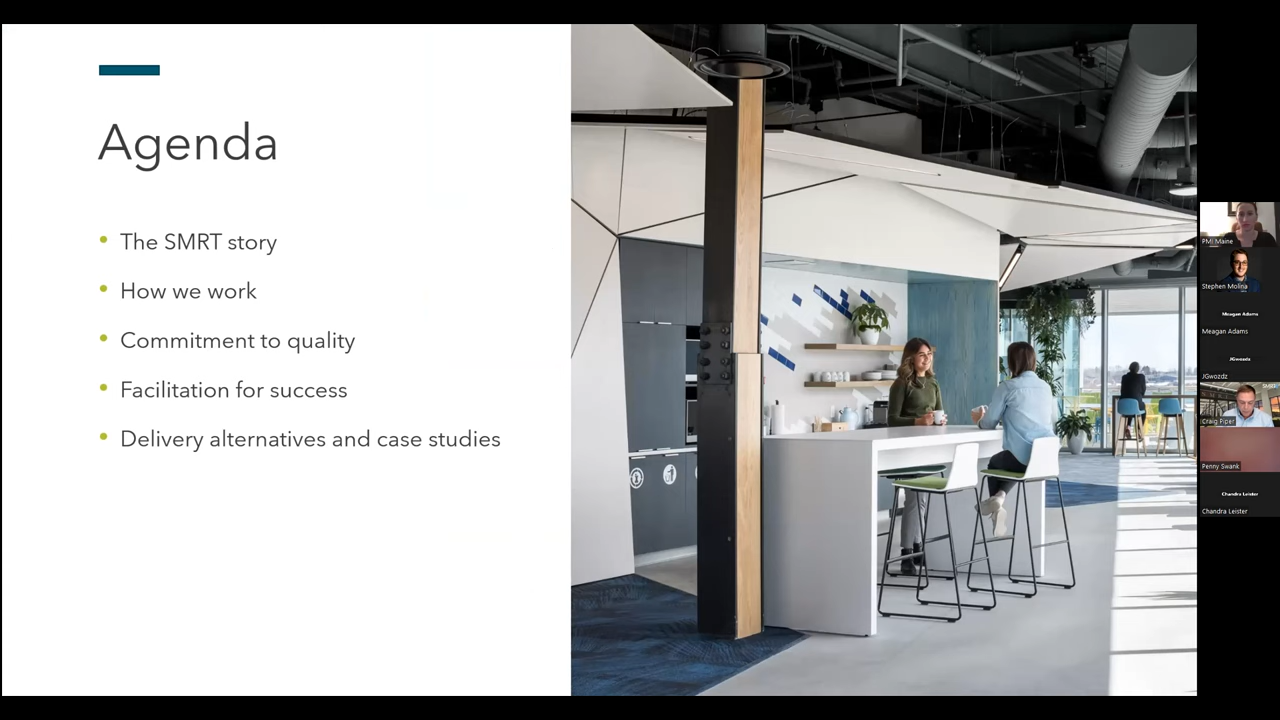 Agenda
The SMRT story
How we work
Commitment to quality
Facilitation for success
Delivery alternatives and case studies
PMI Maine
Stephen Molina
Meagan Adams
Meagan Adams
JGwozdz
JGwozdz
SMRT
Craig Piper
Penny Swank
Chandra Leister
Chandra Leister